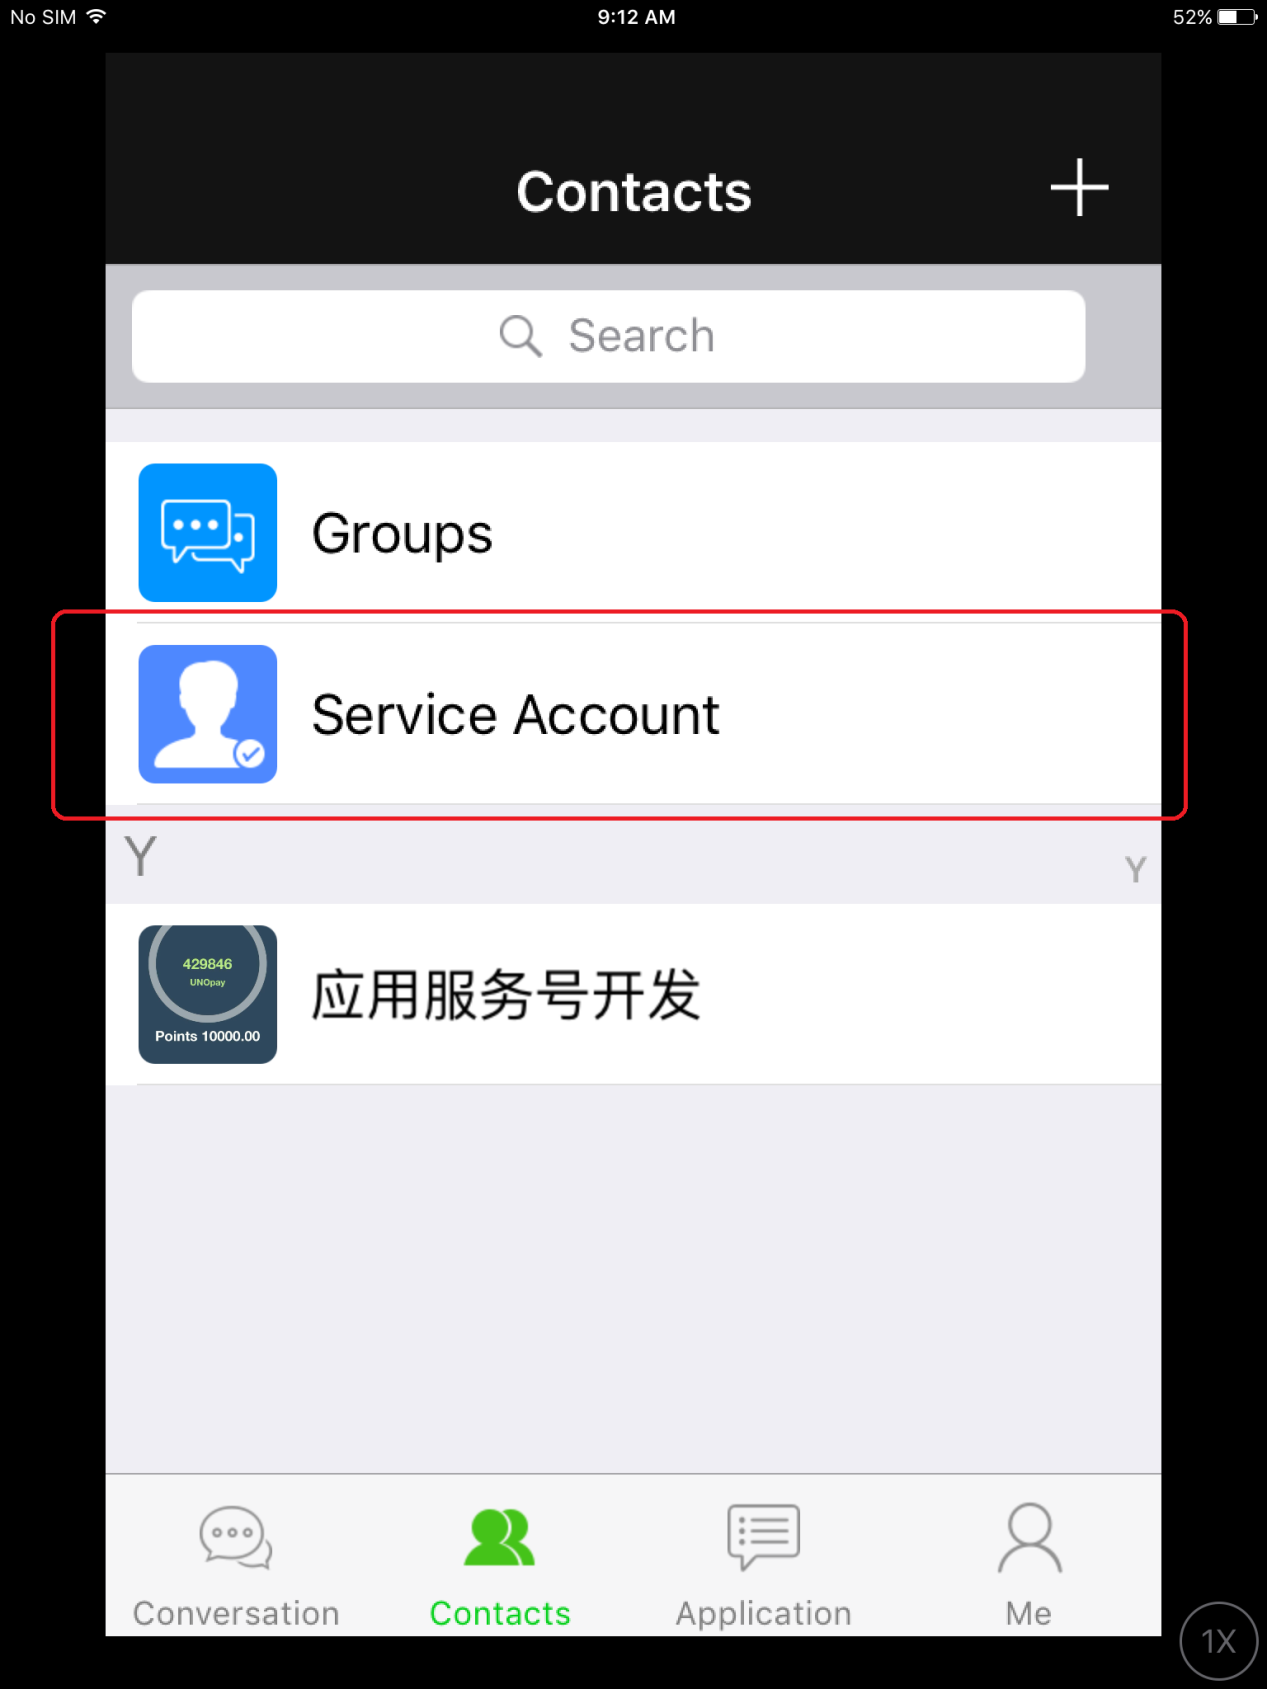 No SIM 9:12 AM 52%
Contacts
Search
Groups
Service Account
Y Y
429846
UNOpay
Points 10000.00
应用服务号开发
Conversation Contacts Application Me
1X